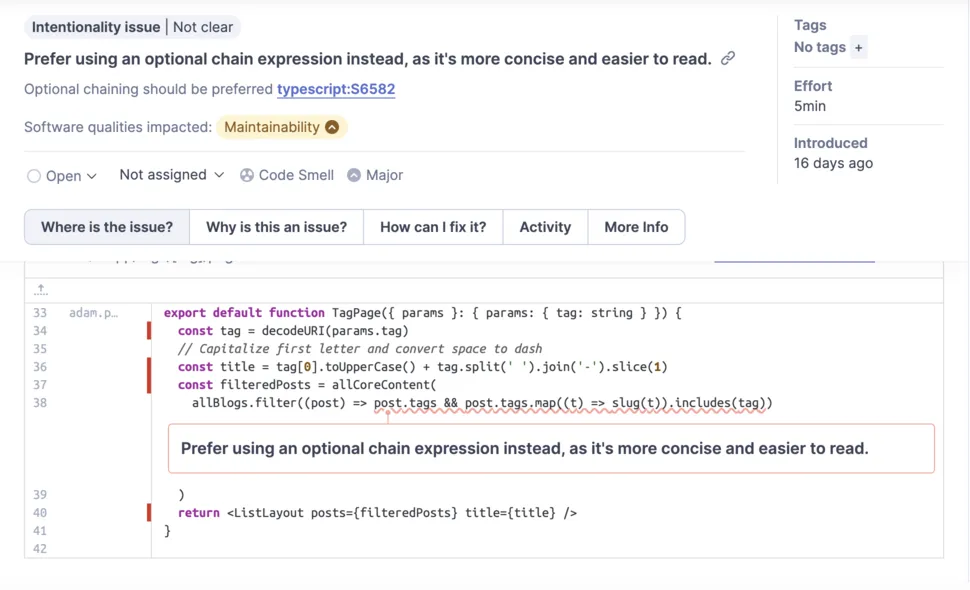 Intentionality issue | Not clear
Prefer using an optional chain expression instead, as it's more concise and easier to read.
Optional chaining should be preferred typescript:S6582
Software qualities impacted: Maintainability
Open Not assigned Code Smell Major
Tags
No tags +
Effort
5min
Introduced
16 days ago
Where is the issue? Why is this an issue? How can I fix it? Activity More Info
33 adam.p… export default function TagPage({ params }: { params: { tag: string } }) {
34 const tag = decodeURI(params.tag)
35 // Capitalize first letter and convert space to dash
36 const title = tag[0].toUpperCase() + tag.split(' ').join('-').slice(1)
37 const filteredPosts = allCoreContent(
38 allBlogs.filter((post) => post.tags && post.tags.map((t) => slug(t)).includes(tag))
Prefer using an optional chain expression instead, as it's more concise and easier to read.
39 )
40 return <ListLayout posts={filteredPosts} title={title} />
41 }
42